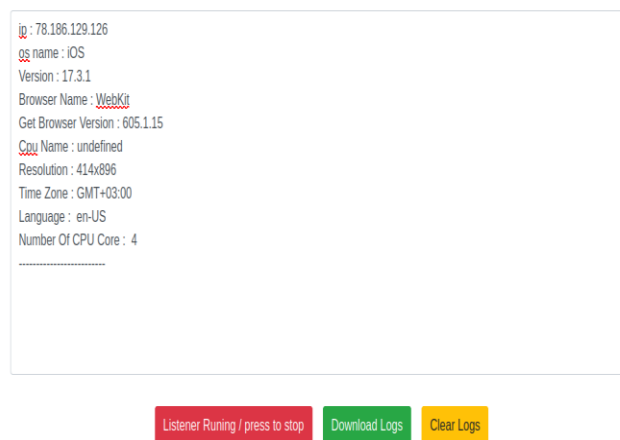 ip : 78.186.129.126
os name : iOS
Version : 17.3.1
Browser Name : WebKit
Get Browser Version : 605.1.15
Cpu Name : undefined
Resolution : 414x896
Time Zone : GMT+03:00
Language :  en-US
Number Of CPU Core :  4
-------------------------
Listener Runing / press to stop
Download Logs
Clear Logs